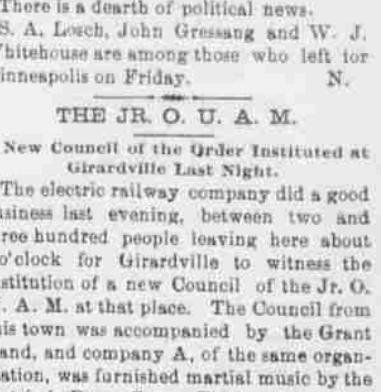 There is a dearth of political news.
S. A. Losch, John Gressang and W. J.
hitehouse are among those who left for
inneapolis on Friday. N.
THE JR. O. U. A. M.
New Council of the Order Instituted at
Girardville Last Night.
The electric railway company did a good
usiness last evening, between two and
ree hundred people leaving here about
o'clock for Girardville to witness the
stitution of a new Council of the Jr. O.
. A. M. at that place. The Council from
is town was accompanied by the Grant
and, and company A, of the same organ-
ation, was furnished martial music by the